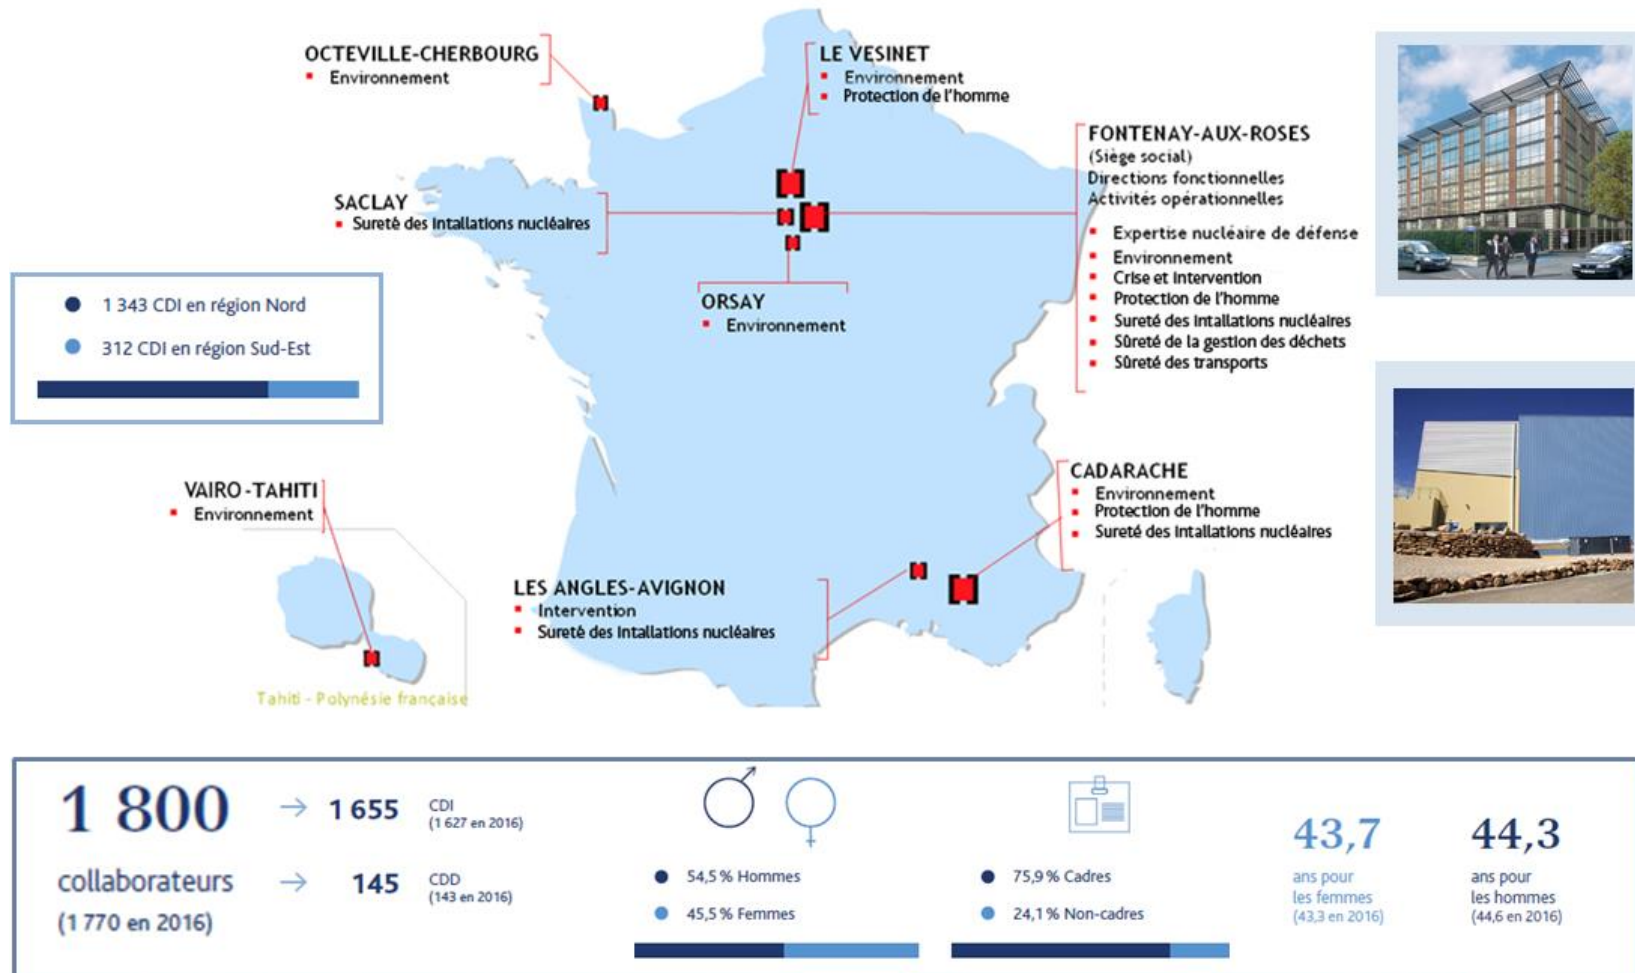 OCTEVILLE-CHERBOURG
Environnement
LE VESINET
Environnement
Protection de l'homme
FONTENAY-AUX-ROSES
(Siège social)
Directions fonctionnelles
Activités opérationnelles
Expertise nucléaire de défense
Environnement
Crise et intervention
Protection de l'homme
Sureté des intallations nucléaires
Sûreté de la gestion des déchets
Sûreté des transports
SACLAY
Sureté des intallations nucléaires
1 343 CDI en région Nord
312 CDI en région Sud-Est
ORSAY
Environnement
VAIRO-TAHITI
Environnement
Tahiti - Polynésie française
LES ANGLES-AVIGNON
Intervention
Sureté des intallations nucléaires
CADARACHE
Environnement
Protection de l'homme
Sureté des intallations nucléaires
1 800
collaborateurs
(1 770 en 2016)
→ 1 655 CDI
(1 627 en 2016)
→ 145 CDD
(143 en 2016)
54,5 % Hommes
45,5 % Femmes
75,9 % Cadres
24,1 % Non-cadres
43,7
ans pour
les femmes
(43,3 en 2016)
44,3
ans pour
les hommes
(44,6 en 2016)